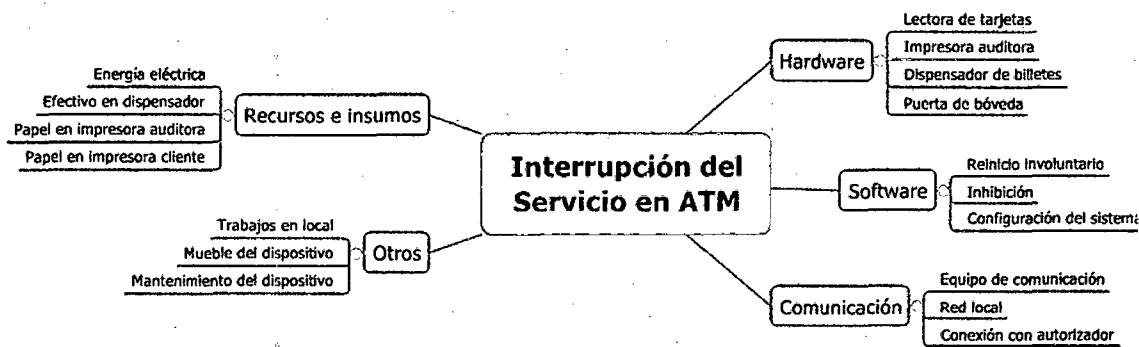 Interrupción del
Servicio en ATM
Hardware
Lectora de tarjetas
Impresora auditora
Dispensador de billetes
Puerta de bóveda
Software
Reinicio involuntario
Inhibición
Configuración del sistema
Comunicación
Equipo de comunicación
Red local
Conexión con autorizador
Recursos e insumos
Energía eléctrica
Efectivo en dispensador
Papel en impresora auditora
Papel en impresora cliente
Otros
Trabajos en local
Mueble del dispositivo
Mantenimiento del dispositivo